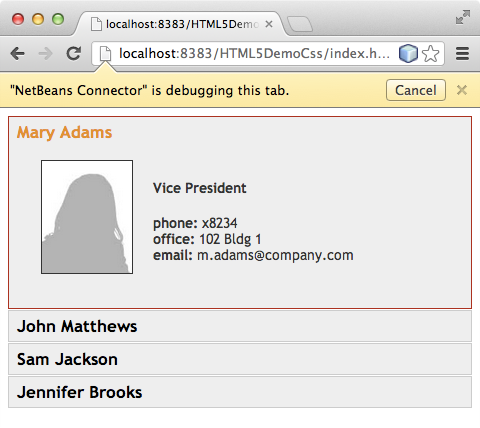 localhost:8383/HTML5Demo
localhost:8383/HTML5DemoCss/index.h...
"NetBeans Connector" is debugging this tab.
Cancel
Mary Adams
Vice President
phone: x8234
office: 102 Bldg 1
email: m.adams@company.com
John Matthews
Sam Jackson
Jennifer Brooks